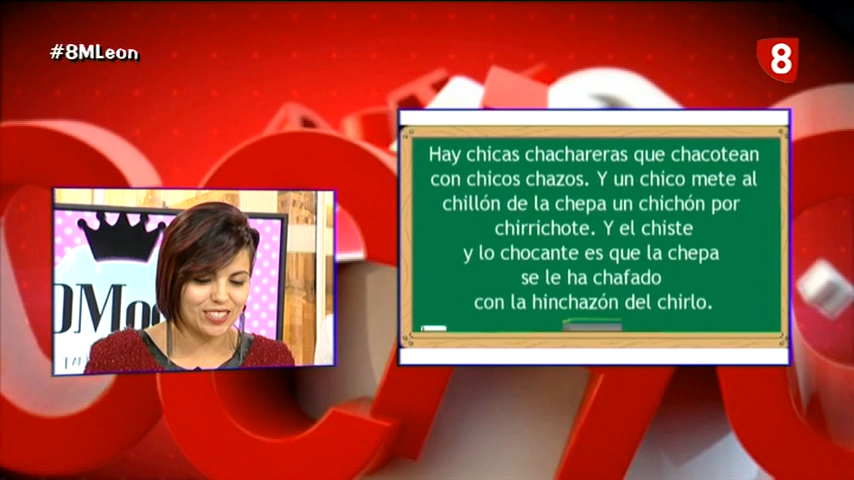 #8MLeon
8
Hay chicas chachareras que chacotean
con chicos chazos. Y un chico mete al
chillón de la chepa un chichón por
chirrichote. Y el chiste
y lo chocante es que la chepa
se le ha chafado
con la hinchazón del chirlo.